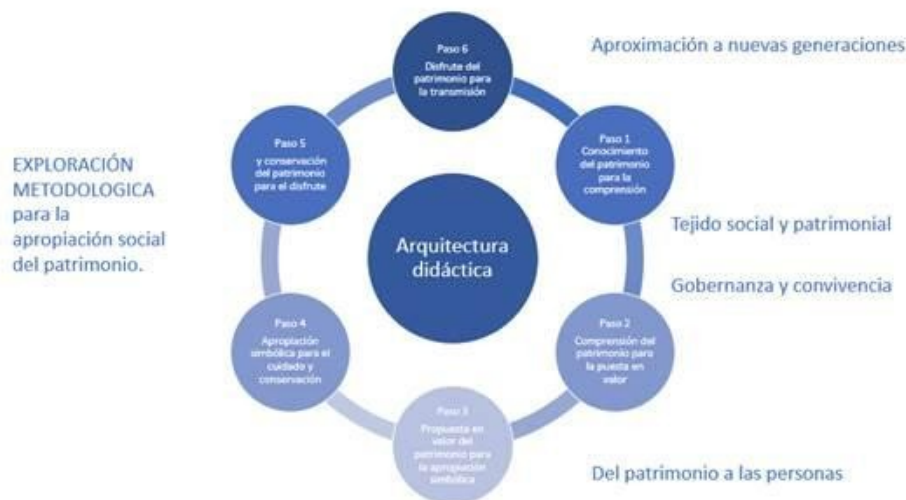 Paso 6
Disfrute del
patrimonio para
la transmisión
Aproximación a nuevas generaciones
Paso 1
Conocimiento
del patrimonio
para la
comprensión
Paso 5
y conservación
del patrimonio
para el disfrute
EXPLORACIÓN
METODOLOGICA
para la
apropiación social
del patrimonio.
Arquitectura
didáctica
Tejido social y patrimonial
Gobernanza y convivencia
Paso 2
Comprensión del
patrimonio para
la puesta en
valor
Paso 4
Apropiación
simbólica para el
cuidado y
conservación
Paso 3
Propuesta en
valor del
patrimonio para
la apropiación
simbólica
Del patrimonio a las personas